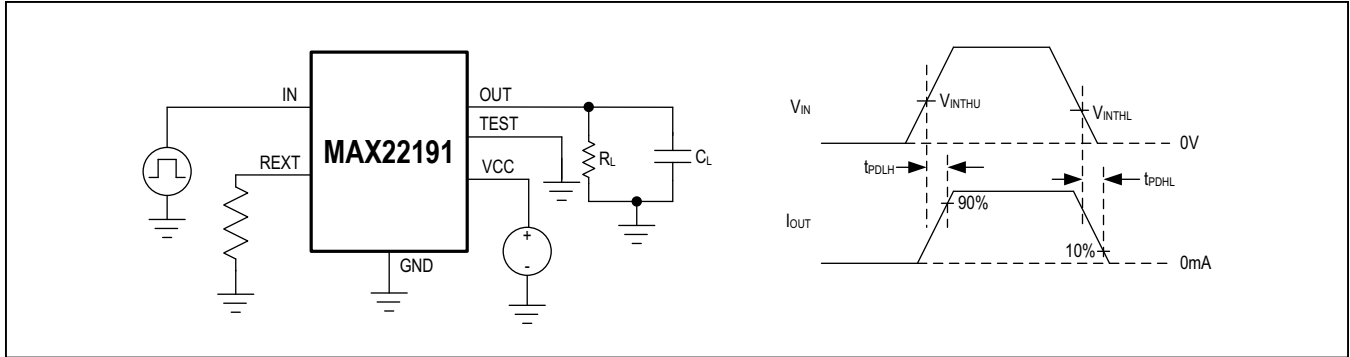 IN
REXT
MAX22191
OUT
TEST
VCC
GND
+
-
RL
CL
VIN
VINTHU
VINTHL
0V
tPDLH
tPDHL
IOUT
90%
10%
0mA